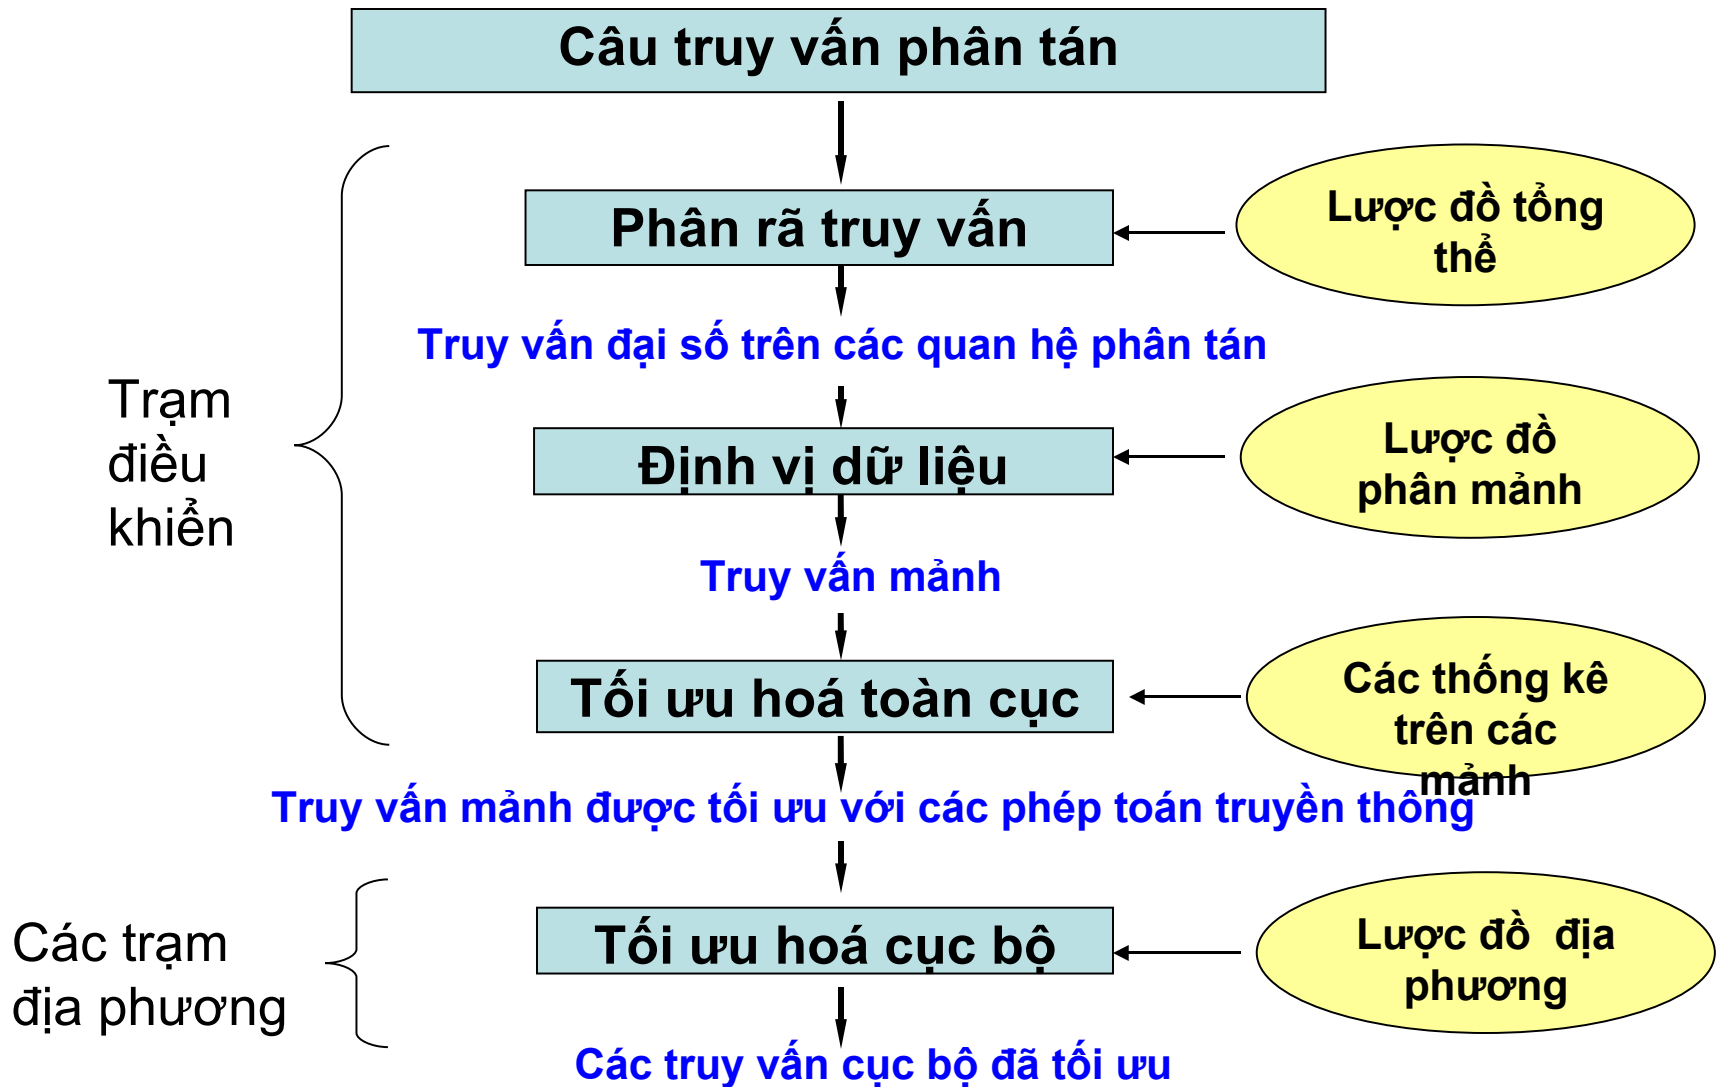 Câu truy vấn phân tán
Phân rã truy vấn
Lược đồ tổng
thể
Truy vấn đại số trên các quan hệ phân tán
Trạm
điều
khiển
Định vị dữ liệu
Lược đồ
phân mảnh
Truy vấn mảnh
Tối ưu hoá toàn cục
Các thống kê
trên các
mảnh
Truy vấn mảnh được tối ưu với các phép toán truyền thông
Các trạm
địa phương
Tối ưu hoá cục bộ
Lược đồ địa
phương
Các truy vấn cục bộ đã tối ưu